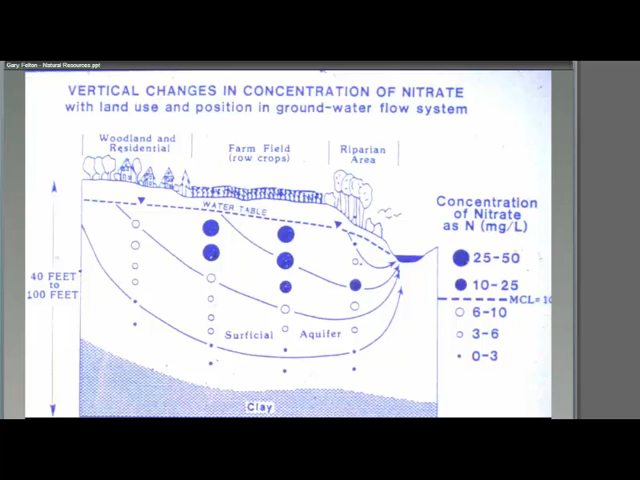 Gary Felton - Natural Resources.ppt
VERTICAL CHANGES IN CONCENTRATION OF NITRATE
with land use and position in ground-water flow system
Woodland and
Residential
Farm Field
(row crops)
Riparian
Area
WATER TABLE
40 FEET
to
100 FEET
Surficial Aquifer
Clay
Concentration
of Nitrate
as N (mg/L)
25-50
10-25
MCL=10
6-10
3-6
0-3